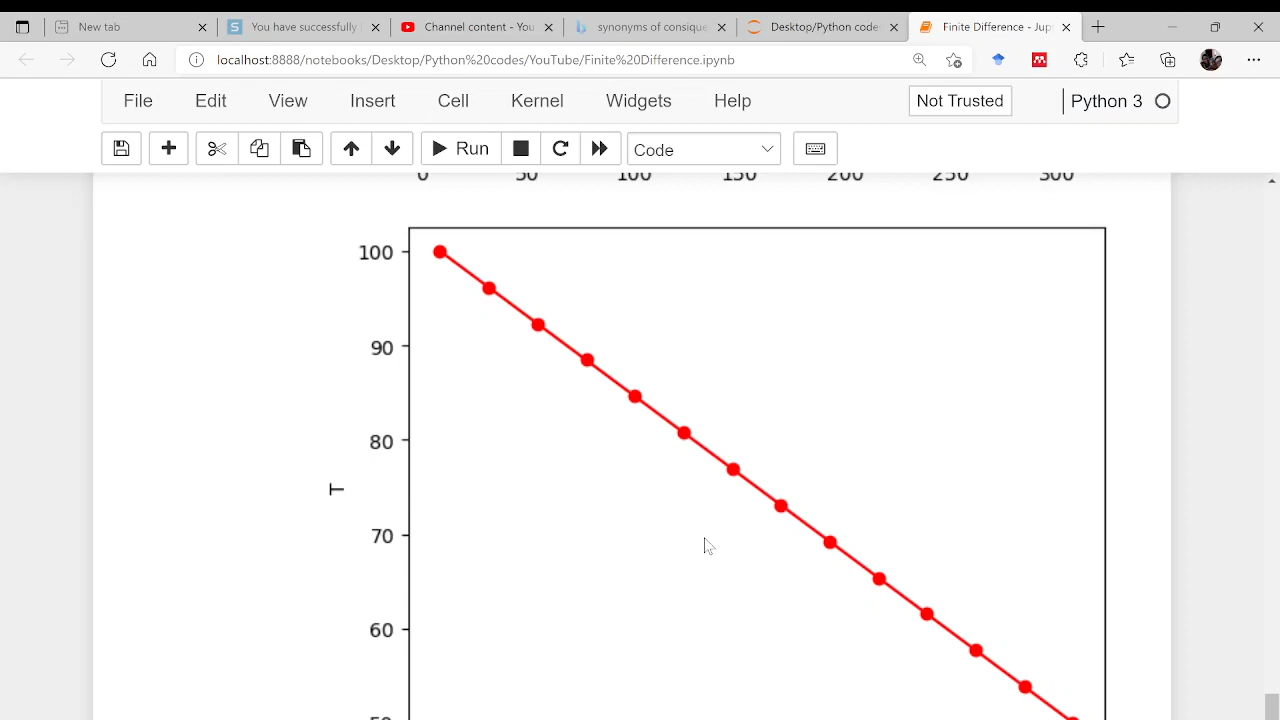 New tab
You have successfully
Channel content - You
synonyms of consique
Desktop/Python code
Finite Difference - Jup
localhost:8888/notebooks/Desktop/Python%20codes/YouTube/Finite%20Difference.ipynb
File Edit View Insert Cell Kernel Widgets Help
Not Trusted
Python 3
Run
Code
0 50 100 150 200 250 300
100
90
80
T
70
60
50